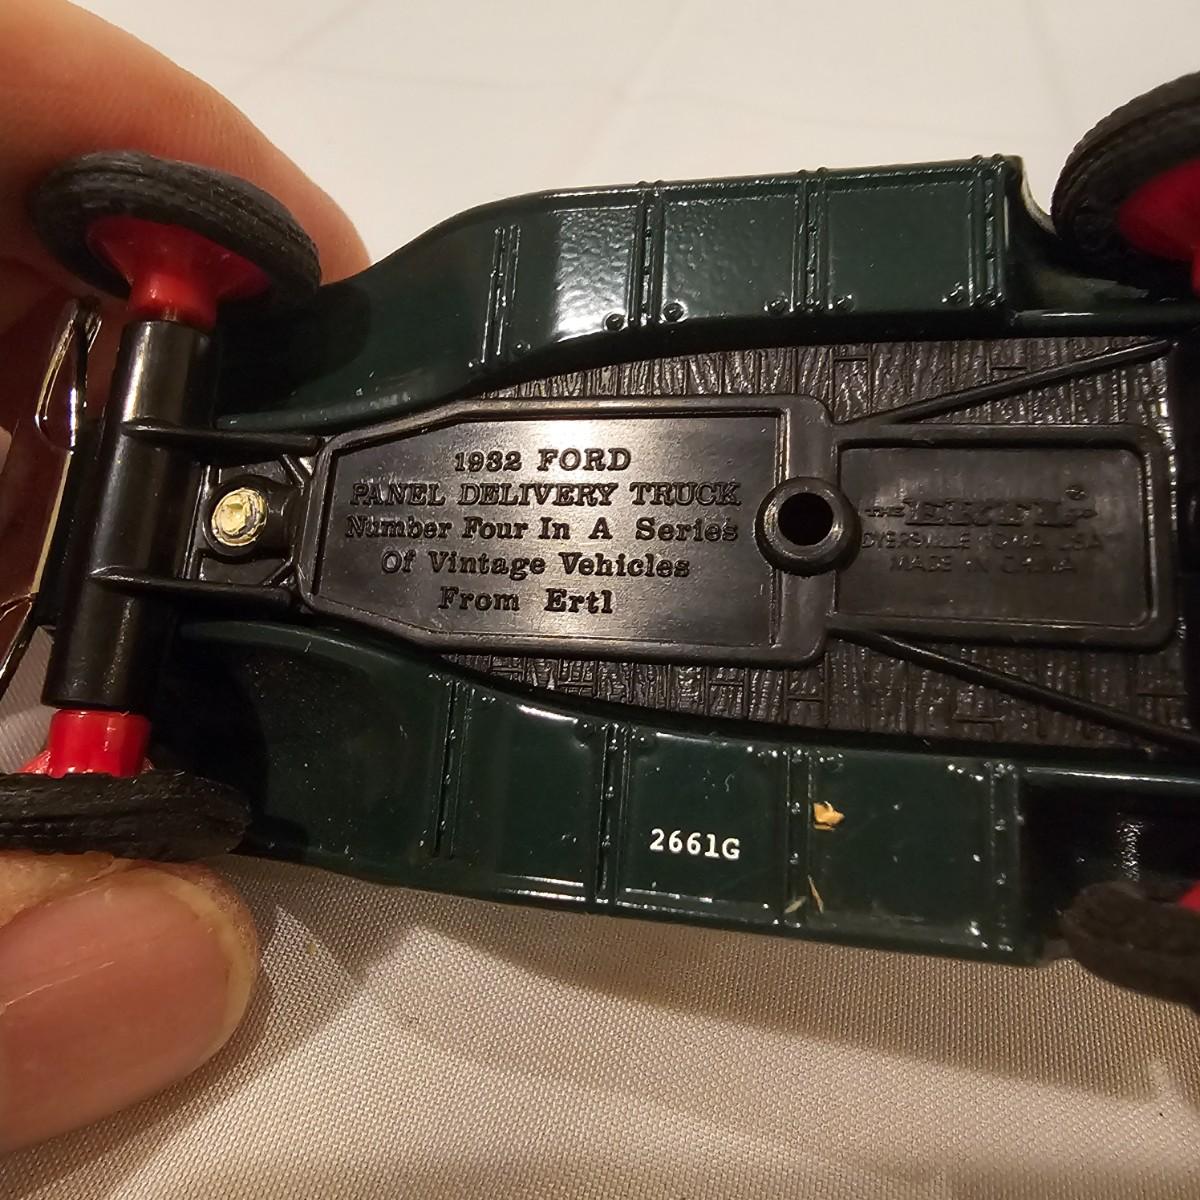 1932 FORD
PANEL DELIVERY TRUCK
Number Four In A Series
Of Vintage Vehicles
From Ertl
THE ERTL® CO
DYERSVILLE IOWA USA
MADE IN CHINA
2661G